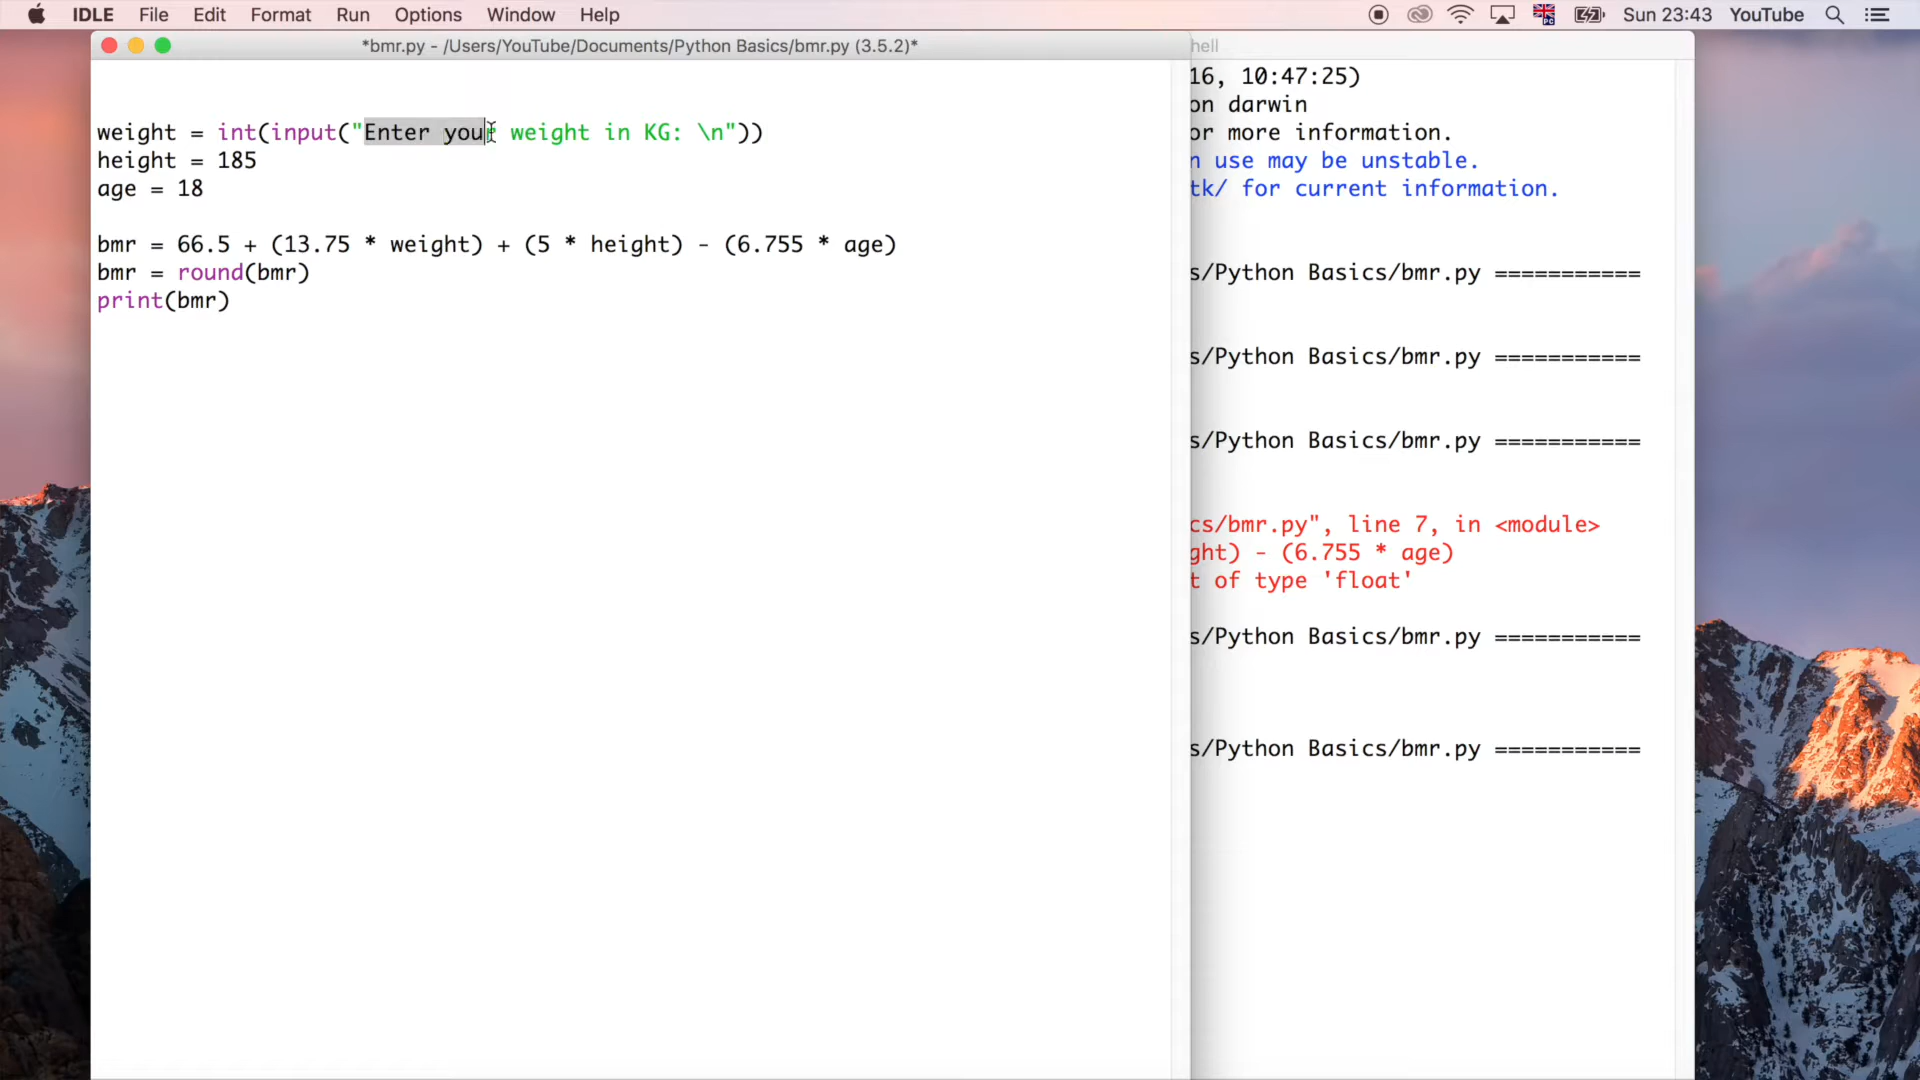 IDLE File Edit Format Run Options Window Help Sun 23:43 YouTube
*bmr.py - /Users/YouTube/Documents/Python Basics/bmr.py (3.5.2)*
weight = int(input("Enter your weight in KG: \n"))
height = 185
age = 18
bmr = 66.5 + (13.75 * weight) + (5 * height) - (6.755 * age)
bmr = round(bmr)
print(bmr)
hell
16, 10:47:25)
on darwin
or more information.
n use may be unstable.
tk/ for current information.
s/Python Basics/bmr.py ===========
s/Python Basics/bmr.py ===========
s/Python Basics/bmr.py ===========
cs/bmr.py", line 7, in <module>
ght) - (6.755 * age)
t of type 'float'
s/Python Basics/bmr.py ===========
s/Python Basics/bmr.py ===========